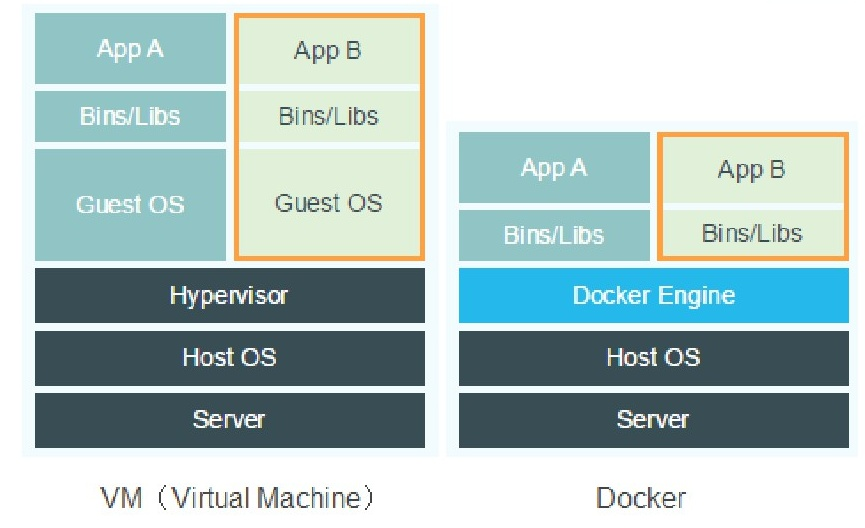 App A
App B
Bins/Libs
Bins/Libs
Guest OS
Guest OS
Hypervisor
Host OS
Server
VM（Virtual Machine）
App A
App B
Bins/Libs
Bins/Libs
Docker Engine
Host OS
Server
Docker